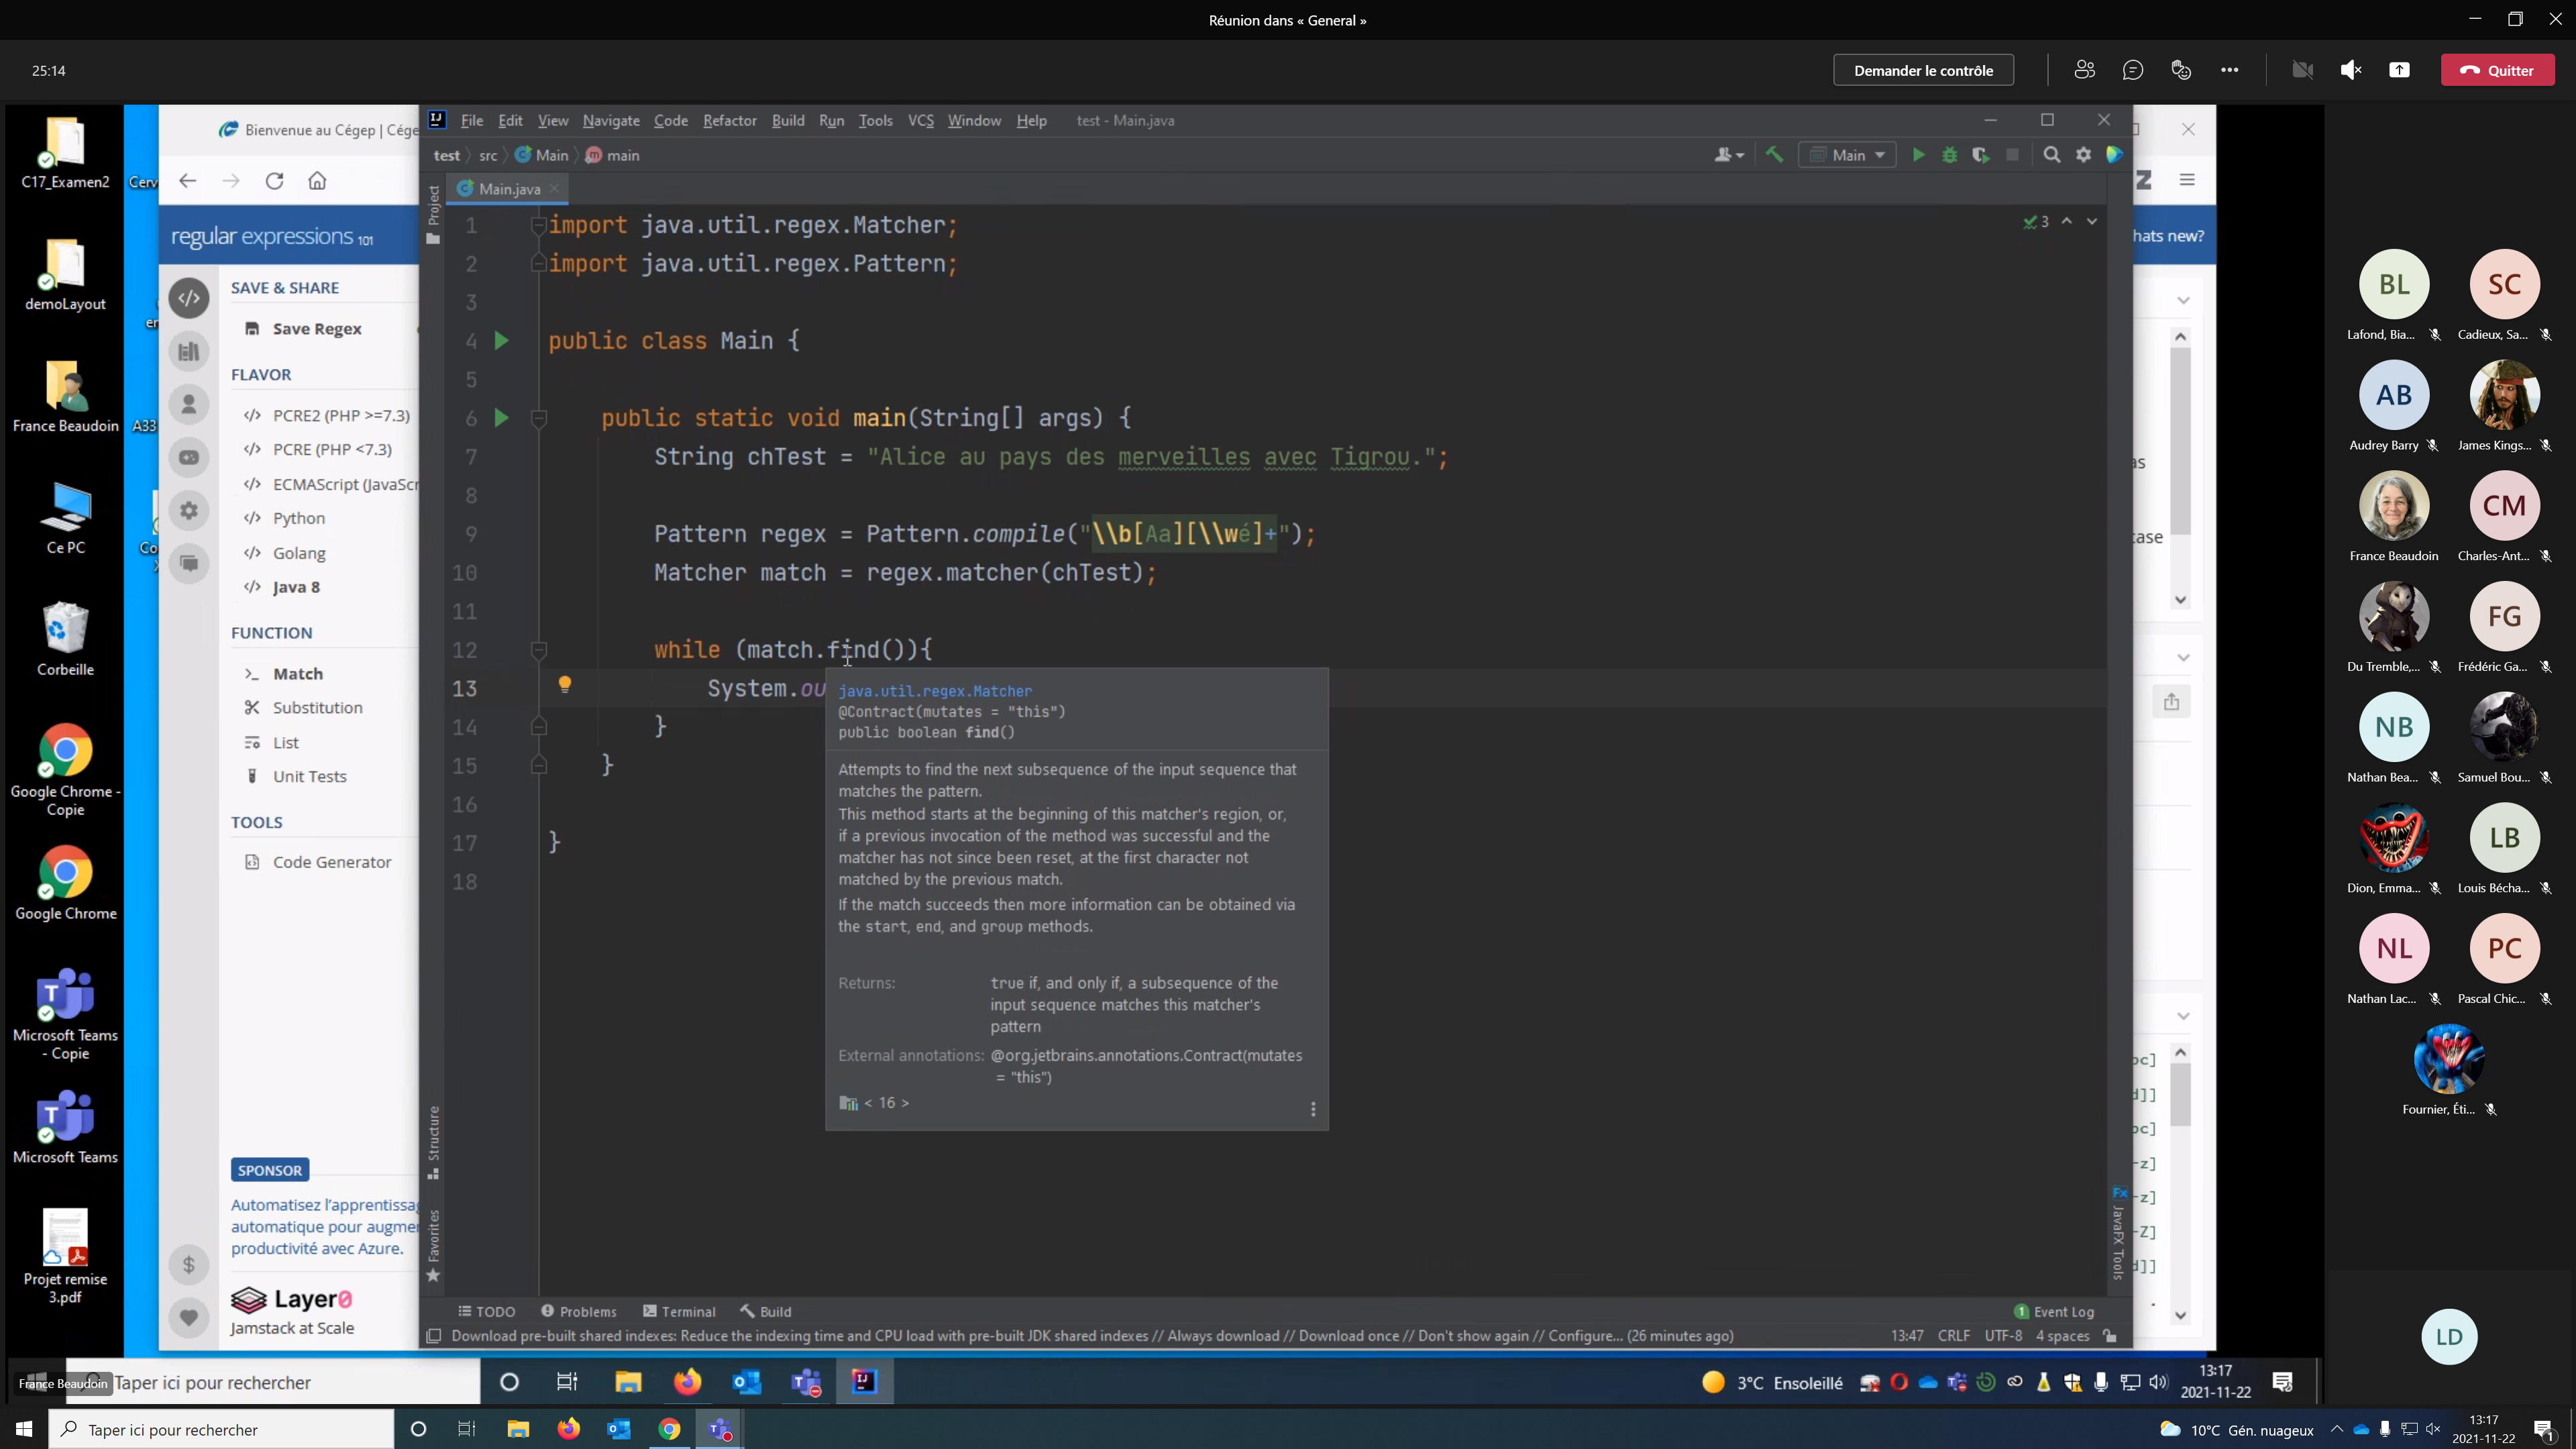 Réunion dans « General »
25:14
Demander le contrôle
Quitter
C17_Examen2
demoLayout
France Beaudoin
Ce PC
Corbeille
Google Chrome -
Copie
Google Chrome
Microsoft Teams
- Copie
Microsoft Teams
Projet remise
3.pdf
Cerv
er
A33
Co
Bienvenue au Cégep | Cége
regular expressions 101
SAVE & SHARE
Save Regex
FLAVOR
PCRE2 (PHP >=7.3)
PCRE (PHP <7.3)
ECMAScript (JavaScr
Python
Golang
Java 8
FUNCTION
Match
Substitution
List
Unit Tests
TOOLS
Code Generator
SPONSOR
Automatisez l'apprentissa
automatique pour augme
productivité avec Azure.
Layer0
Jamstack at Scale
File Edit View Navigate Code Refactor Build Run Tools VCS Window Help test - Main.java
test src Main main
Main
Project
Main.java
3
1 import java.util.regex.Matcher;
2 import java.util.regex.Pattern;
3
4 public class Main {
5
6 public static void main(String[] args) {
7 String chTest = "Alice au pays des merveilles avec Tigrou.";
8
9 Pattern regex = Pattern.compile("\\b[Aa][\\wé]+");
10 Matcher match = regex.matcher(chTest);
11
12 while (match.find()){
13 System.ou
14 }
15 }
16
17 }
18
java.util.regex.Matcher
@Contract(mutates = "this")
public boolean find()
Attempts to find the next subsequence of the input sequence that
matches the pattern.
This method starts at the beginning of this matcher's region, or,
if a previous invocation of the method was successful and the
matcher has not since been reset, at the first character not
matched by the previous match.
If the match succeeds then more information can be obtained via
the start, end, and group methods.
Returns: true if, and only if, a subsequence of the
input sequence matches this matcher's
pattern
External annotations: @org.jetbrains.annotations.Contract(mutates
= "this")
< 16 >
Structure
Favorites
JavaFX Tools
TODO Problems Terminal Build
1 Event Log
Download pre-built shared indexes: Reduce the indexing time and CPU load with pre-built JDK shared indexes // Always download // Download once // Don't show again // Configure... (26 minutes ago)
13:47 CRLF UTF-8 4 spaces
hats new?
as
case
bc]
d]]
bc]
-z]
-z]
-Z]
d]]
.
BL
Lafond, Bia...
SC
Cadieux, Sa...
AB
Audrey Barry
James Kings...
France Beaudoin
CM
Charles-Ant...
Du Tremble,...
FG
Frédéric Ga...
NB
Nathan Bea...
Samuel Bou...
Dion, Emma...
LB
Louis Bécha...
NL
Nathan Lac...
PC
Pascal Chic...
Fournier, Éti...
LD
France Beaudoin
Taper ici pour rechercher
3°C Ensoleillé
13:17
2021-11-22
Taper ici pour rechercher
10°C Gén. nuageux
13:17
2021-11-22
1